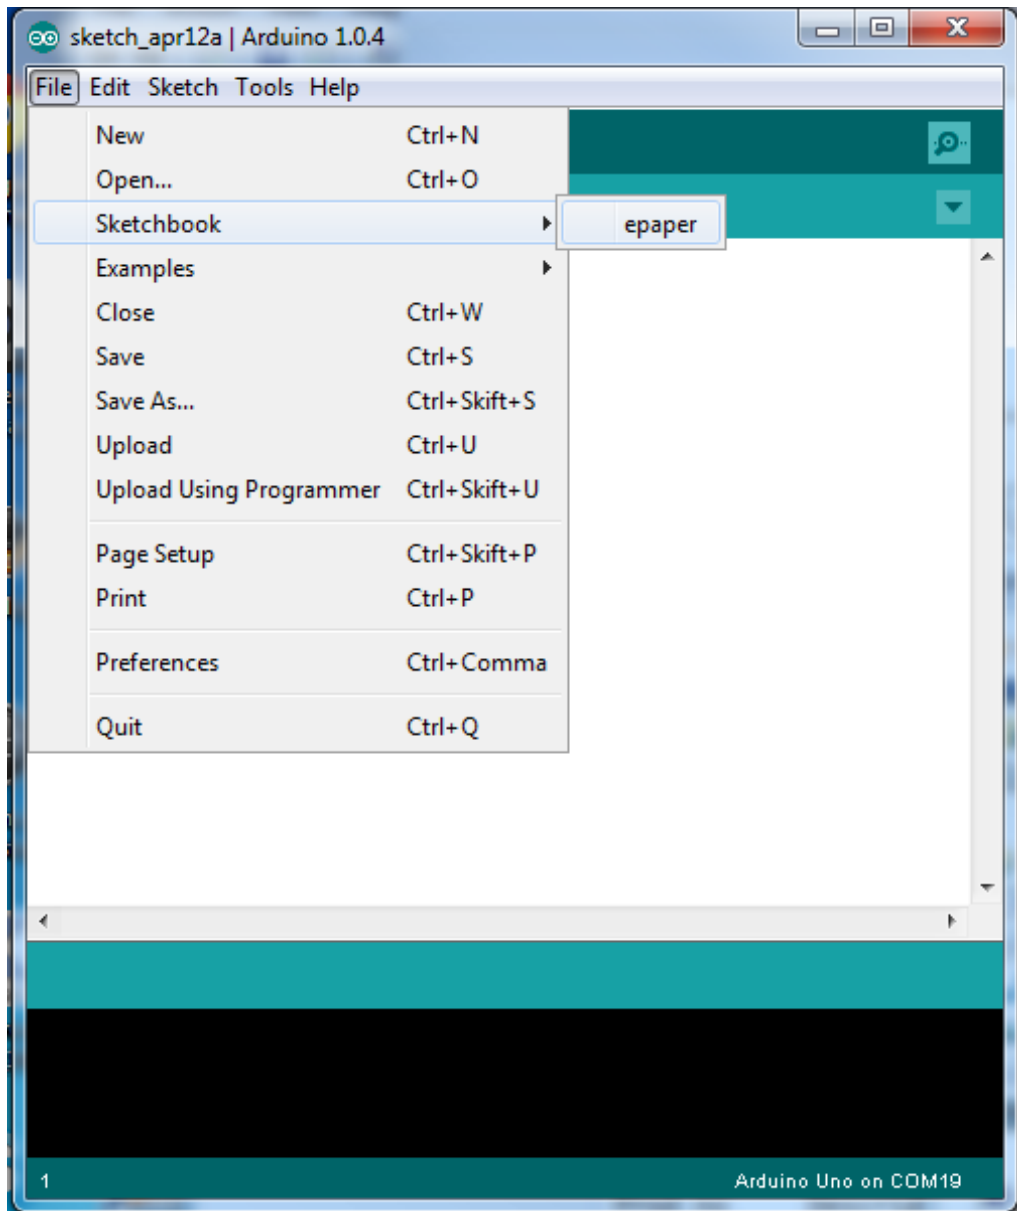 sketch_apr12a | Arduino 1.0.4
File Edit Sketch Tools Help
New Ctrl+N
Open... Ctrl+O
Sketchbook epaper
Examples
Close Ctrl+W
Save Ctrl+S
Save As... Ctrl+Skift+S
Upload Ctrl+U
Upload Using Programmer Ctrl+Skift+U
Page Setup Ctrl+Skift+P
Print Ctrl+P
Preferences Ctrl+Comma
Quit Ctrl+Q
1 Arduino Uno on COM19